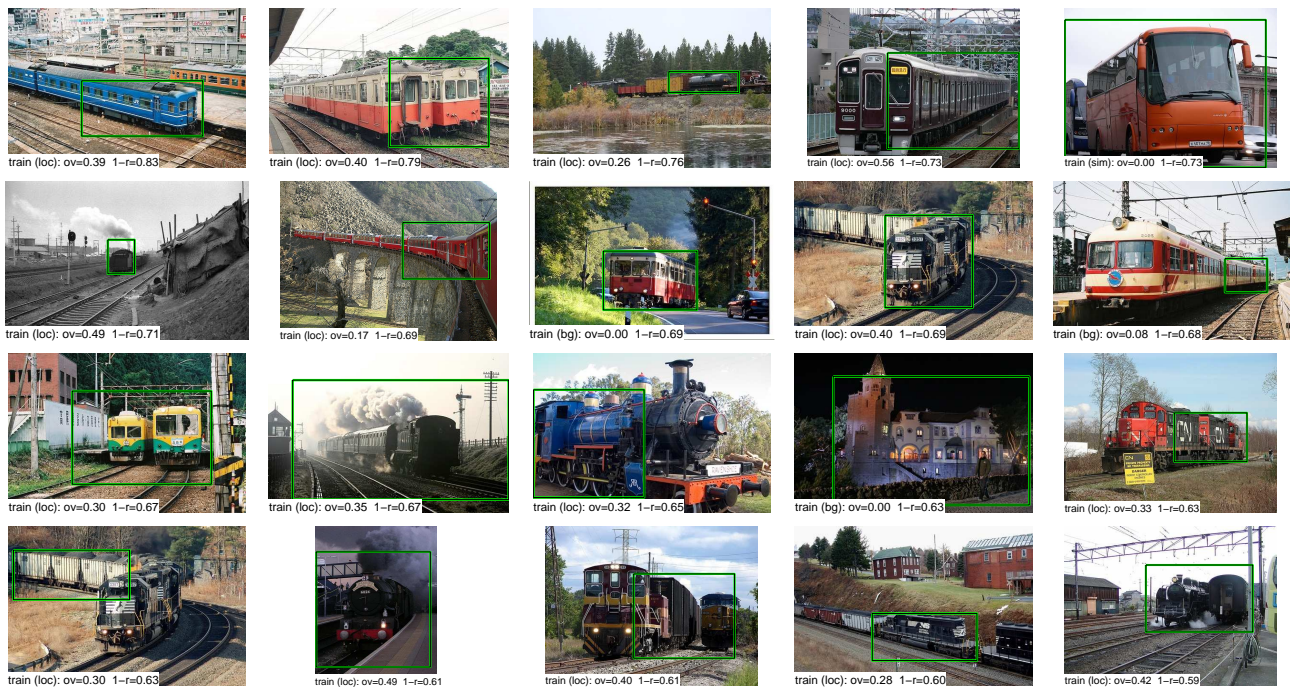 train (loc): ov=0.39 1−r=0.83
train (loc): ov=0.40 1−r=0.79
train (loc): ov=0.26 1−r=0.76
9000
train (loc): ov=0.56 1−r=0.73
train (sim): ov=0.00 1−r=0.73
train (loc): ov=0.49 1−r=0.71
train (loc): ov=0.17 1−r=0.69
train (bg): ov=0.00 1−r=0.69
train (loc): ov=0.40 1−r=0.69
train (bg): ov=0.08 1−r=0.68
train (loc): ov=0.30 1−r=0.67
train (loc): ov=0.35 1−r=0.67
train (loc): ov=0.32 1−r=0.65
train (bg): ov=0.00 1−r=0.63
CN
CN
DANGER
train (loc): ov=0.33 1−r=0.63
train (loc): ov=0.30 1−r=0.63
train (loc): ov=0.49 1−r=0.61
train (loc): ov=0.40 1−r=0.61
train (loc): ov=0.28 1−r=0.60
train (loc): ov=0.42 1−r=0.59